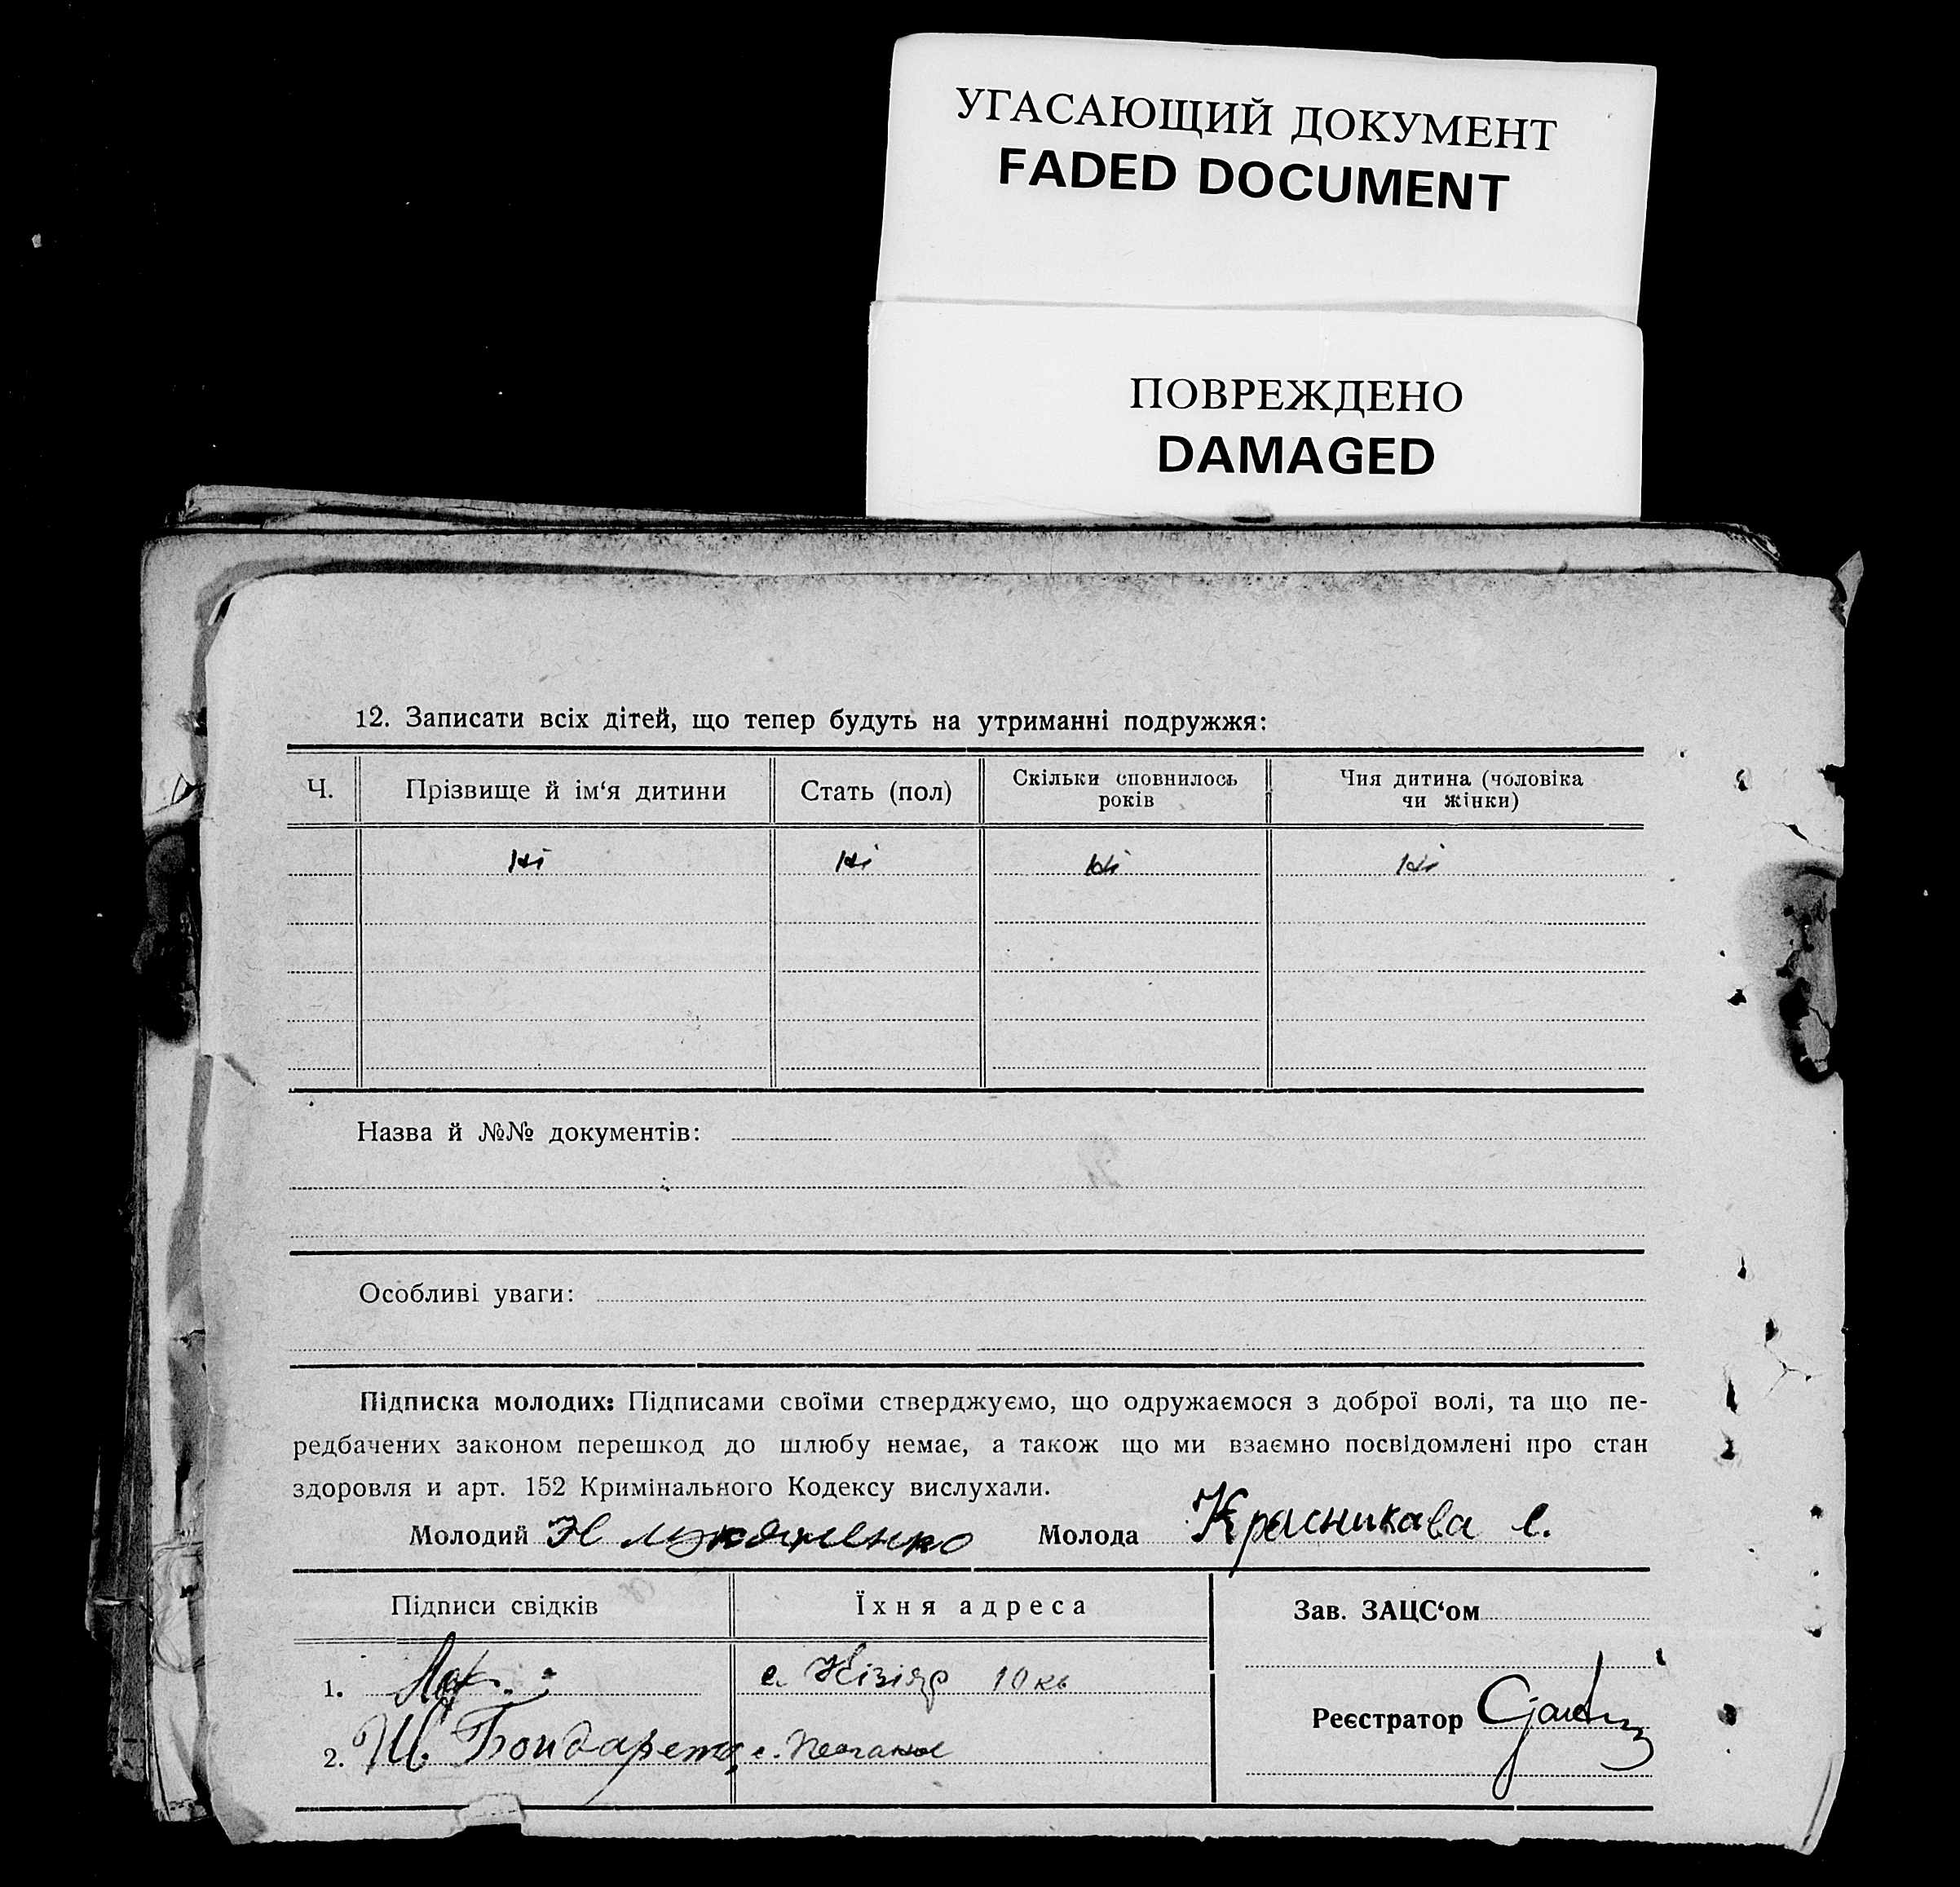 УГАСАЮЩИЙ ДОКУМЕНТ
FADED DOCUMENT
ПОВРЕЖДЕНО
DAMAGED
12. Записати всіх дітей, що тепер будуть на утриманні подружжя:
Ч. Прізвище й ім‘я дитини Стать (пол) Скільки сповнилось років Чия дитина (чоловіка чи жінки)
ні ні ні ні
Назва й №№ документів:
Особливі уваги:
Підписка молодих: Підписами своїми стверджуємо, що одружаємося з доброї волі, та що пе-
редбачених законом перешкод до шлюбу немає, а також що ми взаємно посвідомлені про стан
здоровля и арт. 152 Кримінального Кодексу вислухали.
Молодий Лукяненко Молода Красникава Є.
Підписи свідків Їхня адреса Зав. ЗАЦС‘ом
1. с. Кізіяр 10 кв
Реєстратор
2. Бондарен с.